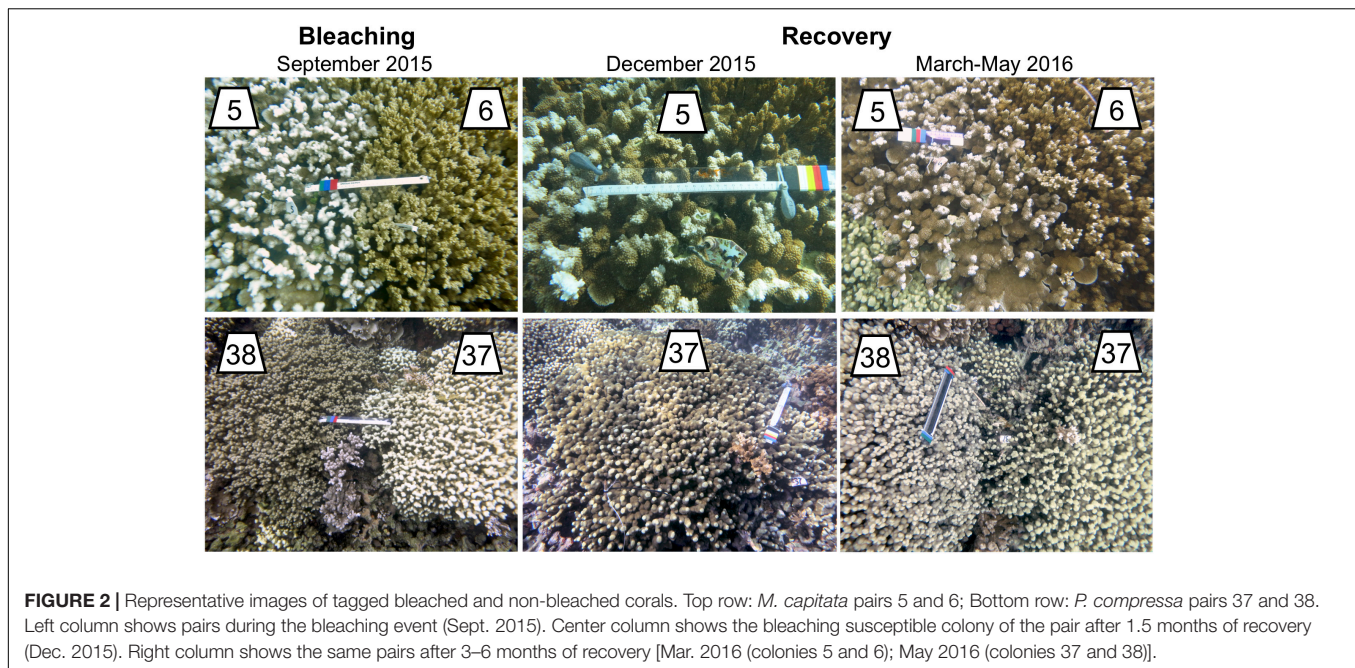 Bleaching Recovery
September 2015 December 2015 March-May 2016
5 6 5 5 6
38 37 37 38 37
FIGURE 2 | Representative images of tagged bleached and non-bleached corals. Top row: M. capitata pairs 5 and 6; Bottom row: P. compressa pairs 37 and 38.
Left column shows pairs during the bleaching event (Sept. 2015). Center column shows the bleaching susceptible colony of the pair after 1.5 months of recovery
(Dec. 2015). Right column shows the same pairs after 3–6 months of recovery [Mar. 2016 (colonies 5 and 6); May 2016 (colonies 37 and 38)].